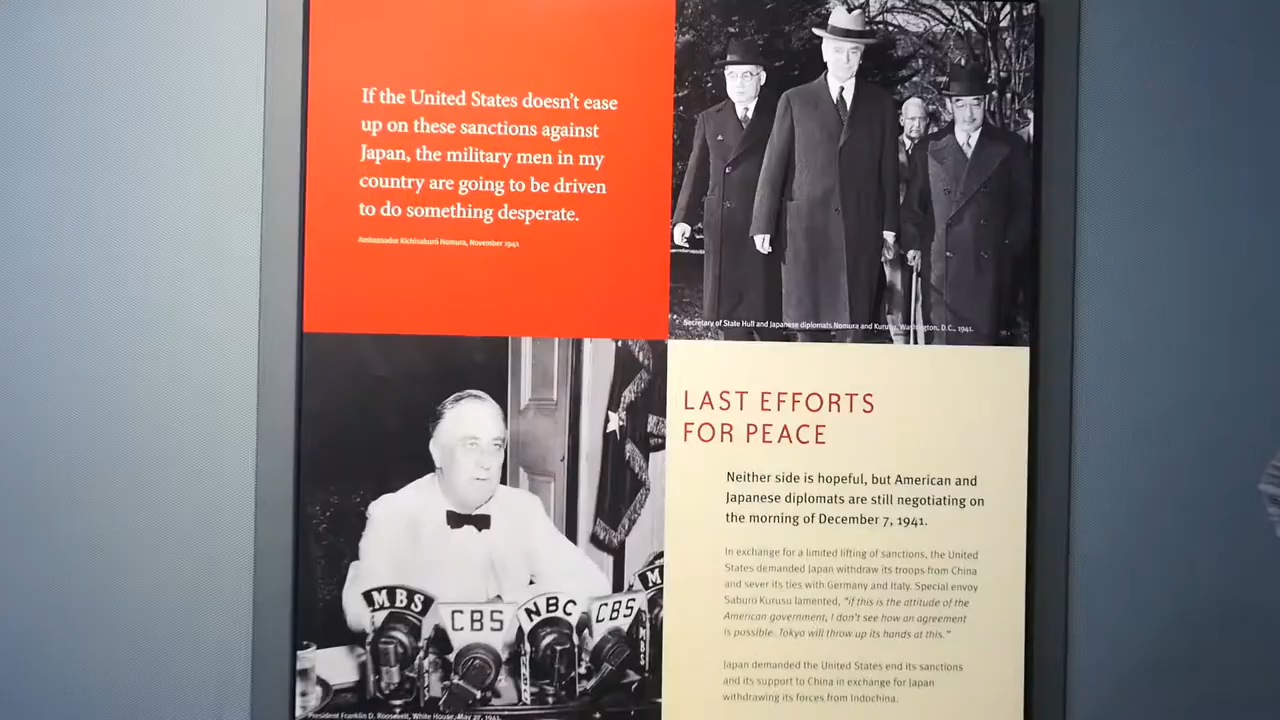 If the United States doesn't ease
up on these sanctions against
Japan, the military men in my
country are going to be driven
to do something desperate.
Ambassador Kichisaburō Nomura, November 1941
Secretary of State Hull and Japanese diplomats Nomura and Kurusu, Washington, D.C., 1941.
MBS
CBS
NBC
CBS
M
MBS
NBC
President Franklin D. Roosevelt, White House, May 27, 1941.
LAST EFFORTS
FOR PEACE
Neither side is hopeful, but American and
Japanese diplomats are still negotiating on
the morning of December 7, 1941.
In exchange for a limited lifting of sanctions, the United
States demanded Japan withdraw its troops from China
and sever its ties with Germany and Italy. Special envoy
Saburō Kurusu lamented, "if this is the attitude of the
American government, I don't see how an agreement
is possible. Tokyo will throw up its hands at this."
Japan demanded the United States end its sanctions
and its support to China in exchange for Japan
withdrawing its forces from Indochina.